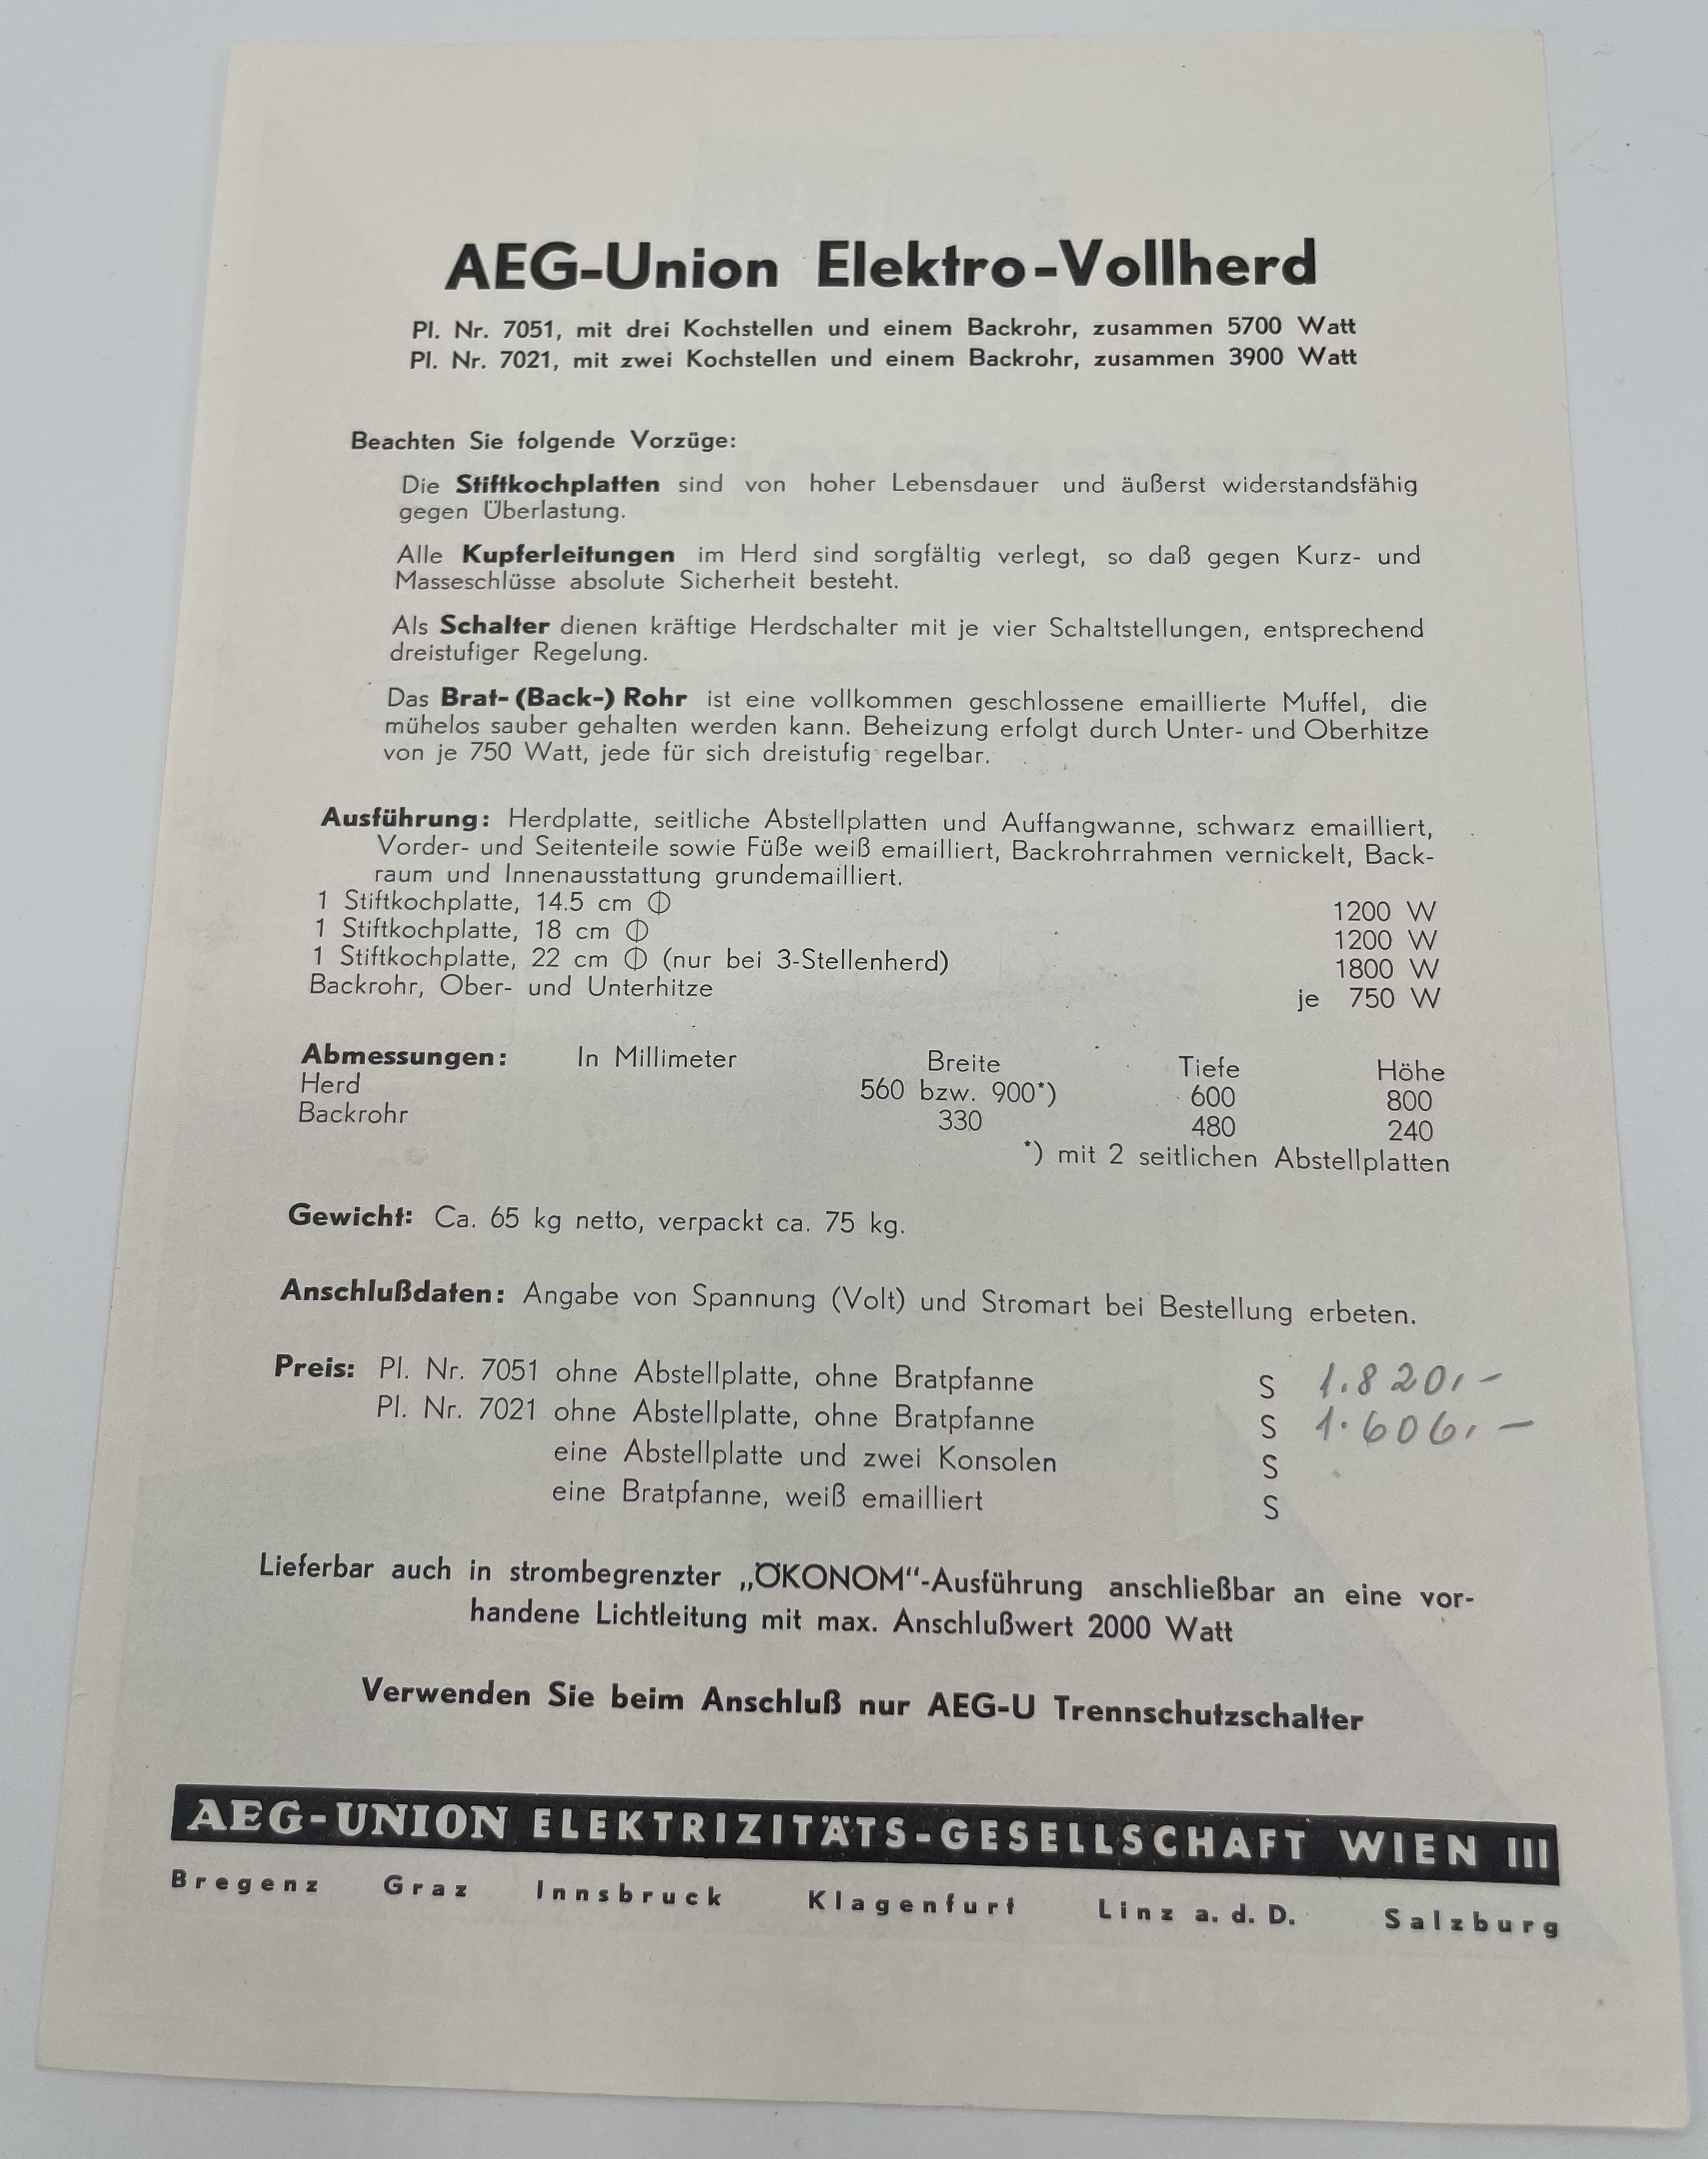 AEG-Union Elektro-Vollherd
Pl. Nr. 7051, mit drei Kochstellen und einem Backrohr, zusammen 5700 Watt
Pl. Nr. 7021, mit zwei Kochstellen und einem Backrohr, zusammen 3900 Watt
Beachten Sie folgende Vorzüge:
Die Stiftkochplatten sind von hoher Lebensdauer und äußerst widerstandsfähig
gegen Überlastung.
Alle Kupferleitungen im Herd sind sorgfältig verlegt, so daß gegen Kurz- und
Masseschlüsse absolute Sicherheit besteht.
Als Schalter dienen kräftige Herdschalter mit je vier Schaltstellungen, entsprechend
dreistufiger Regelung.
Das Brat- (Back-) Rohr ist eine vollkommen geschlossene emaillierte Muffel, die
mühelos sauber gehalten werden kann. Beheizung erfolgt durch Unter- und Oberhitze
von je 750 Watt, jede für sich dreistufig regelbar.
Ausführung: Herdplatte, seitliche Abstellplatten und Auffangwanne, schwarz emailliert,
Vorder- und Seitenteile sowie Füße weiß emailliert, Backrohrrahmen vernickelt, Back-
raum und Innenausstattung grundemailliert.
1 Stiftkochplatte, 14.5 cm ⌀ 1200 W
1 Stiftkochplatte, 18 cm ⌀ 1200 W
1 Stiftkochplatte, 22 cm ⌀ (nur bei 3-Stellenherd) 1800 W
Backrohr, Ober- und Unterhitze je 750 W
Abmessungen: In Millimeter Breite Tiefe Höhe
Herd 560 bzw. 900*) 600 800
Backrohr 330 480 240
*) mit 2 seitlichen Abstellplatten
Gewicht: Ca. 65 kg netto, verpackt ca. 75 kg.
Anschlußdaten: Angabe von Spannung (Volt) und Stromart bei Bestellung erbeten.
Preis: Pl. Nr. 7051 ohne Abstellplatte, ohne Bratpfanne S 1.820,-
Pl. Nr. 7021 ohne Abstellplatte, ohne Bratpfanne S 1.606,-
eine Abstellplatte und zwei Konsolen S
eine Bratpfanne, weiß emailliert S
Lieferbar auch in strombegrenzter „ÖKONOM“-Ausführung anschließbar an eine vor-
handene Lichtleitung mit max. Anschlußwert 2000 Watt
Verwenden Sie beim Anschluß nur AEG-U Trennschutzschalter
AEG-UNION ELEKTRIZITÄTS-GESELLSCHAFT WIEN III
Bregenz Graz Innsbruck Klagenfurt Linz a. d. D. Salzburg